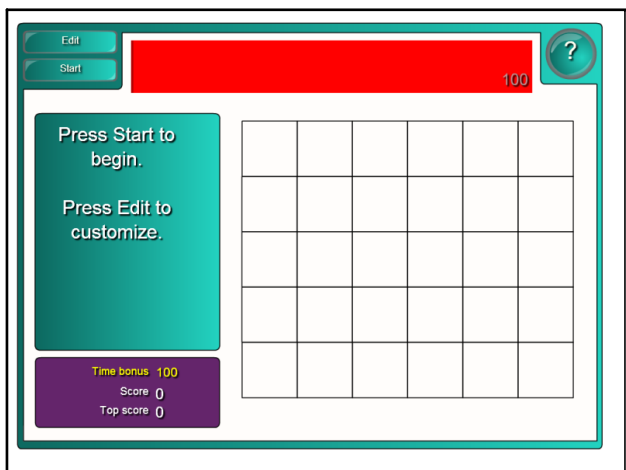 Edit
Start
100
?
Press Start to
begin.
Press Edit to
customize.
Time bonus 100
Score 0
Top score 0